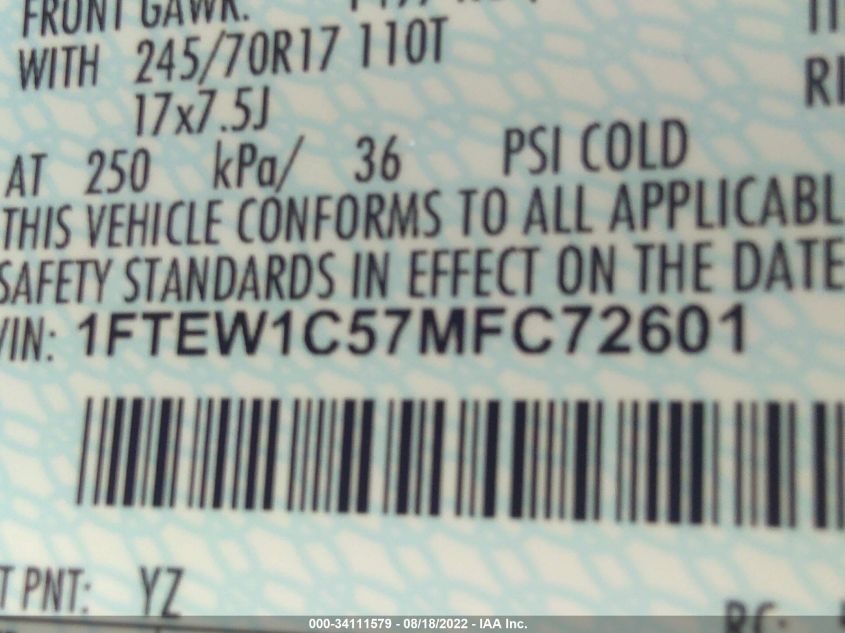 FRONT GAWR:
WITH 245/70R17 110T
17x7.5J
AT 250 kPa/ 36 PSI COLD
THIS VEHICLE CONFORMS TO ALL APPLICABL
SAFETY STANDARDS IN EFFECT ON THE DATE
VIN: 1FTEW1C57MFC72601
T PNT: YZ
RC:
000-34111579 - 08/18/2022 - IAA Inc.